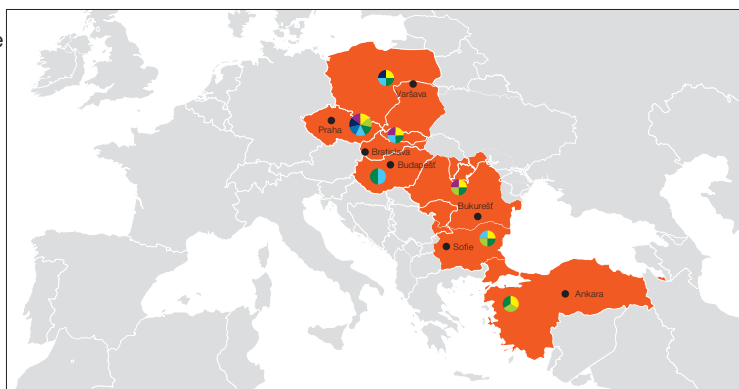 e
Varšava
Praha
Bratislava
Budapešť
Bukurešť
Sofie
Ankara